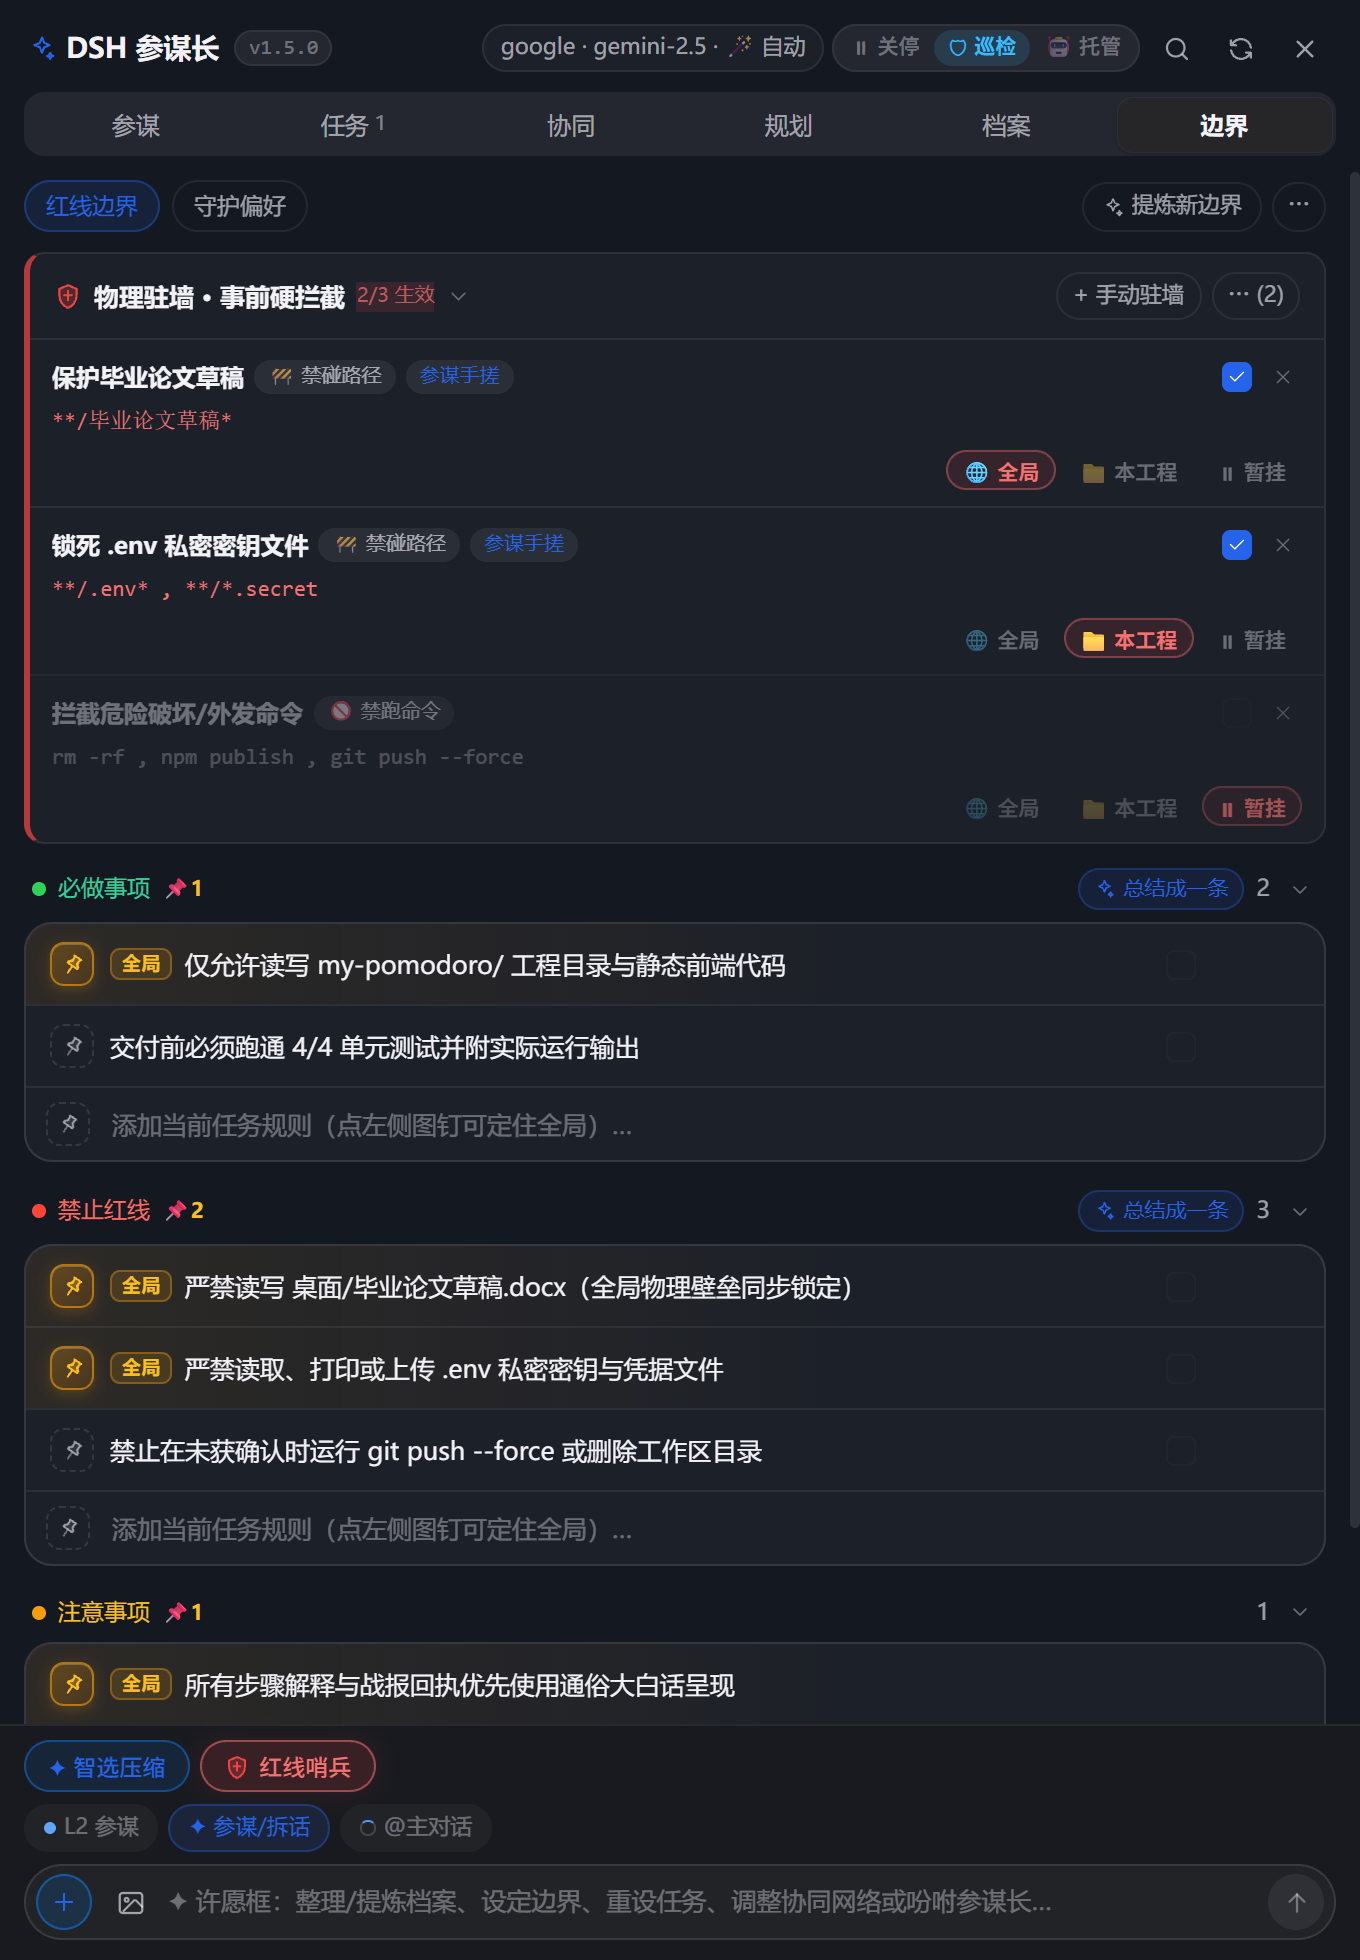 DSH 参谋长 v1.5.0 google · gemini-2.5 · 自动 关停 巡检 托管
参谋 任务 1 协同 规划 档案 边界
红线边界 守护偏好 提炼新边界 ···
物理驻墙 • 事前硬拦截 2/3 生效 + 手动驻墙 ··· (2)
保护毕业论文草稿 禁碰路径 参谋手搓
**/毕业论文草稿*
全局 本工程 暂挂
锁死 .env 私密密钥文件 禁碰路径 参谋手搓
**/.env* , **/*.secret
全局 本工程 暂挂
拦截危险破坏/外发命令 禁跑命令
rm -rf , npm publish , git push --force
全局 本工程 暂挂
必做事项 1 总结成一条 2
全局 仅允许读写 my-pomodoro/ 工程目录与静态前端代码
交付前必须跑通 4/4 单元测试并附实际运行输出
添加当前任务规则（点左侧图钉可定住全局）...
禁止红线 2 总结成一条 3
全局 严禁读写 桌面/毕业论文草稿.docx（全局物理壁垒同步锁定）
全局 严禁读取、打印或上传 .env 私密密钥与凭据文件
禁止在未获确认时运行 git push --force 或删除工作区目录
添加当前任务规则（点左侧图钉可定住全局）...
注意事项 1 1
全局 所有步骤解释与战报回执优先使用通俗大白话呈现
智选压缩 红线哨兵
L2 参谋 参谋/拆话 @主对话
许愿框：整理/提炼档案、设定边界、重设任务、调整协同网络或吩咐参谋长...